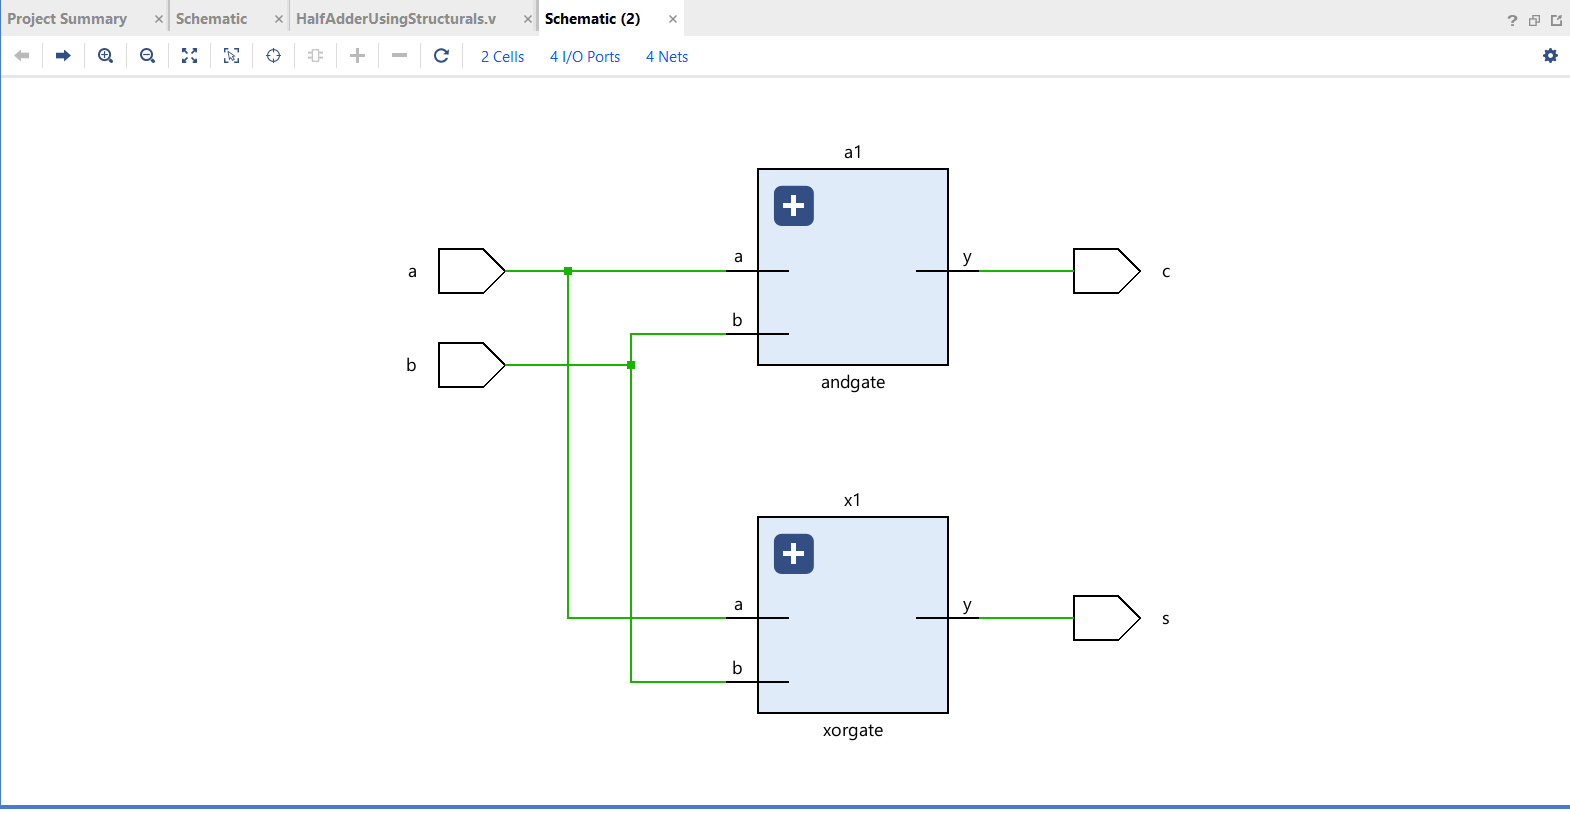 Project Summary × Schematic × HalfAdderUsingStructurals.v × Schematic (2) × ?
2 Cells 4 I/O Ports 4 Nets
a1
a a y c
b
b
andgate
x1
a y s
b
xorgate